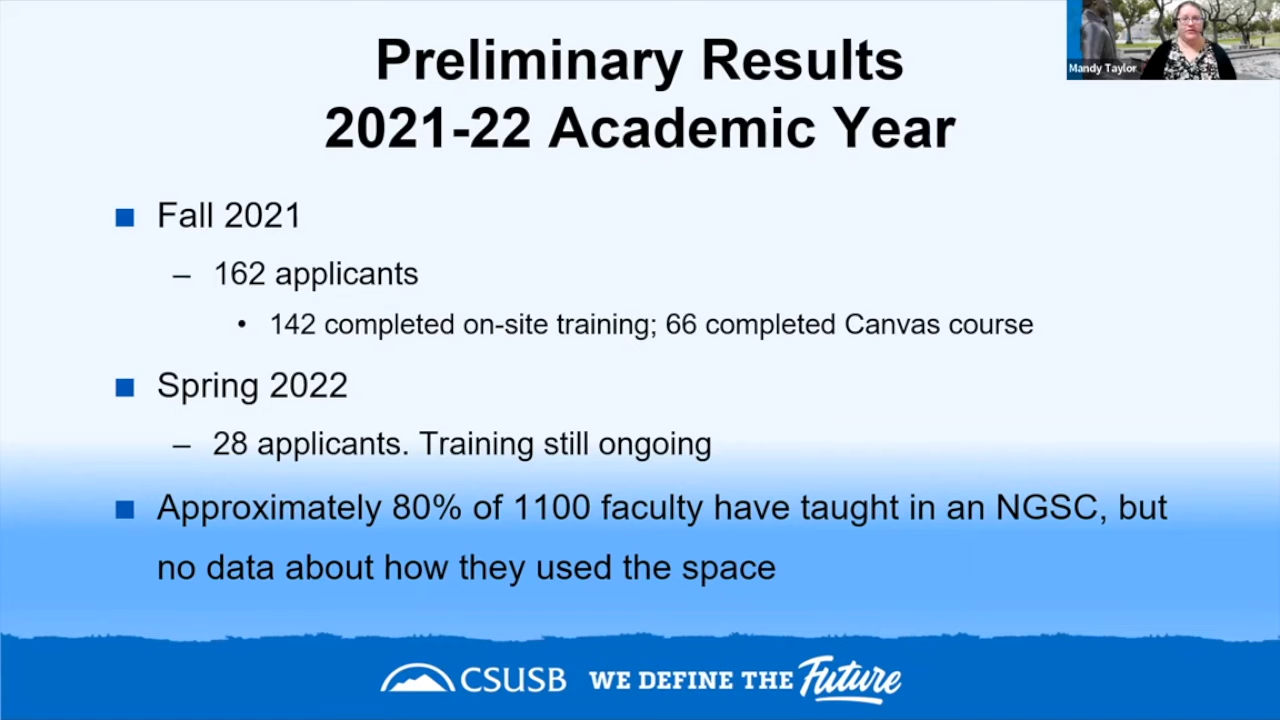 Preliminary Results
2021-22 Academic Year
Mandy Taylor
■ Fall 2021
– 162 applicants
• 142 completed on-site training; 66 completed Canvas course
■ Spring 2022
– 28 applicants. Training still ongoing
■ Approximately 80% of 1100 faculty have taught in an NGSC, but
no data about how they used the space
CSUSB WE DEFINE THE Future